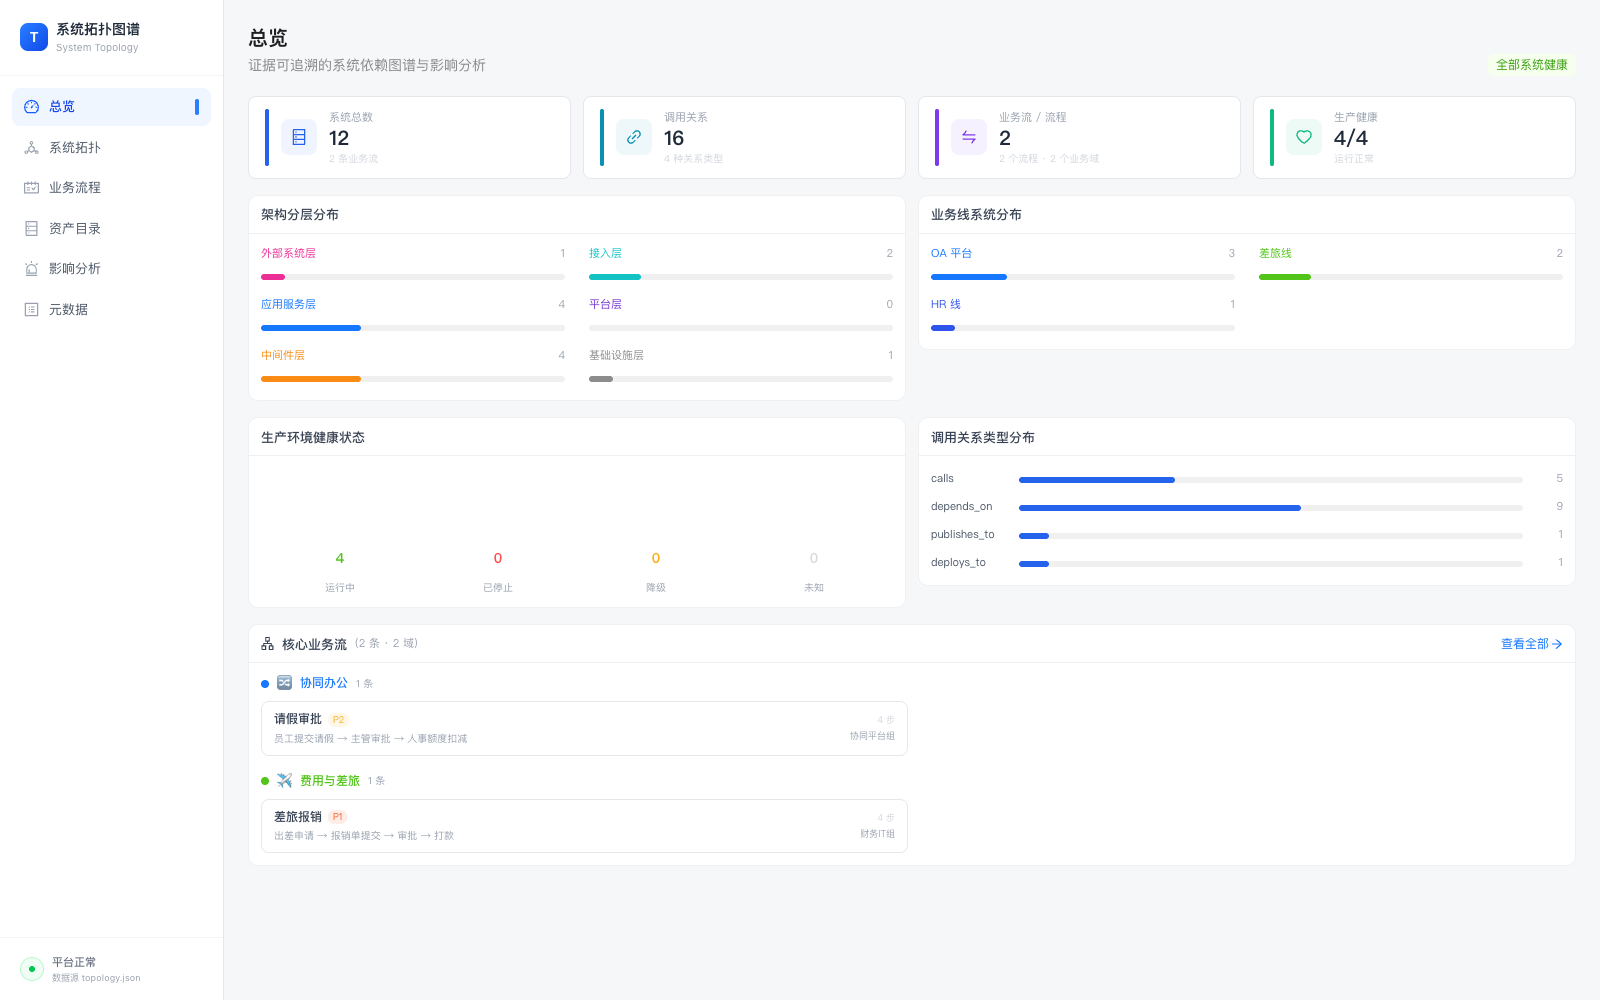 T
系统拓扑图谱
System Topology
总览
系统拓扑
业务流程
资产目录
影响分析
元数据
平台正常
数据源 topology.json
总览
证据可追溯的系统依赖图谱与影响分析
全部系统健康
系统总数
12
2 条业务流
调用关系
16
4 种关系类型
业务流 / 流程
2
2 个流程 · 2 个业务域
生产健康
4/4
运行正常
架构分层分布
外部系统层 1
接入层 2
应用服务层 4
平台层 0
中间件层 4
基础设施层 1
业务线系统分布
OA 平台 3
差旅线 2
HR 线 1
生产环境健康状态
4 0 0 0
运行中 已停止 降级 未知
调用关系类型分布
calls 5
depends_on 9
publishes_to 1
deploys_to 1
核心业务流 (2 条 · 2 域) 查看全部
协同办公 1 条
请假审批 P2 4 步
员工提交请假 → 主管审批 → 人事额度扣减 协同平台组
费用与差旅 1 条
差旅报销 P1 4 步
出差申请 → 报销单提交 → 审批 → 打款 财务IT组